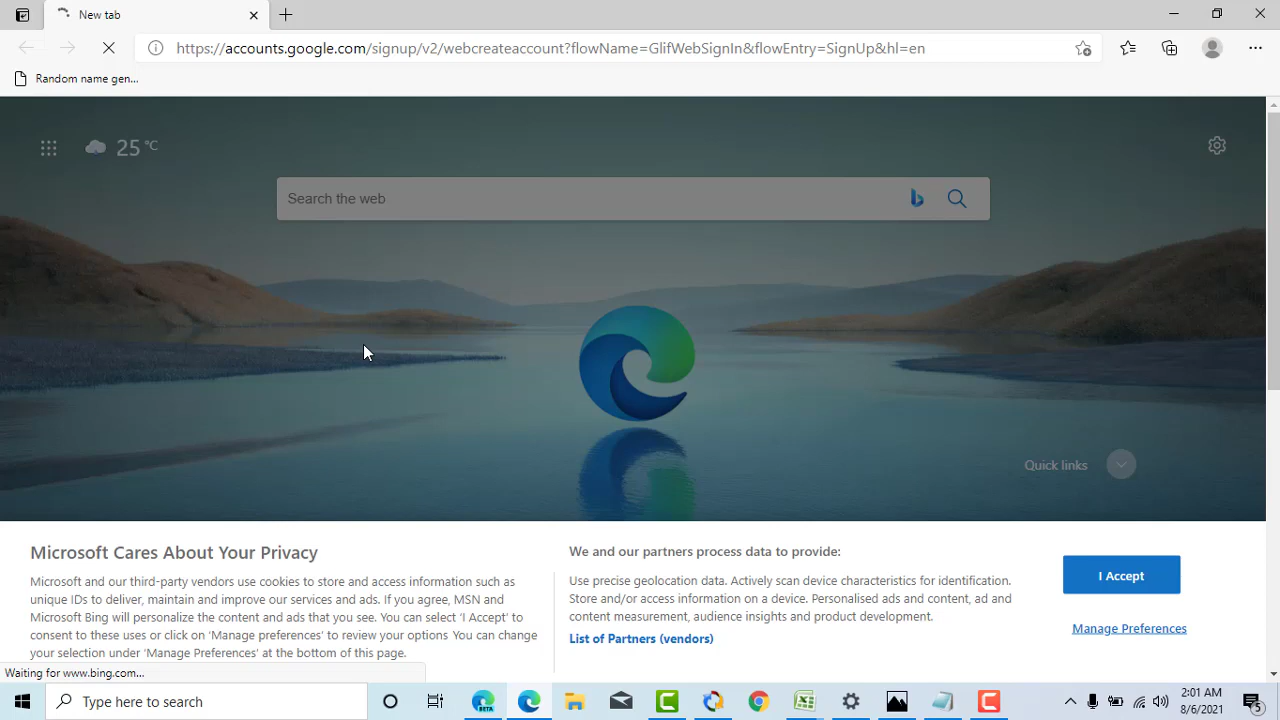 New tab
https://accounts.google.com/signup/v2/webcreateaccount?flowName=GlifWebSignIn&flowEntry=SignUp&hl=en
Random name gen...
25 °C
Search the web
Quick links
Microsoft Cares About Your Privacy
Microsoft and our third-party vendors use cookies to store and access information such as
unique IDs to deliver, maintain and improve our services and ads. If you agree, MSN and
Microsoft Bing will personalize the content and ads that you see. You can select 'I Accept' to
consent to these uses or click on 'Manage preferences' to review your options You can change
your selection under 'Manage Preferences' at the bottom of this page.
We and our partners process data to provide:
Use precise geolocation data. Actively scan device characteristics for identification.
Store and/or access information on a device. Personalised ads and content, ad and
content measurement, audience insights and product development.
List of Partners (vendors)
I Accept
Manage Preferences
Waiting for www.bing.com...
Type here to search
2:01 AM
8/6/2021
5